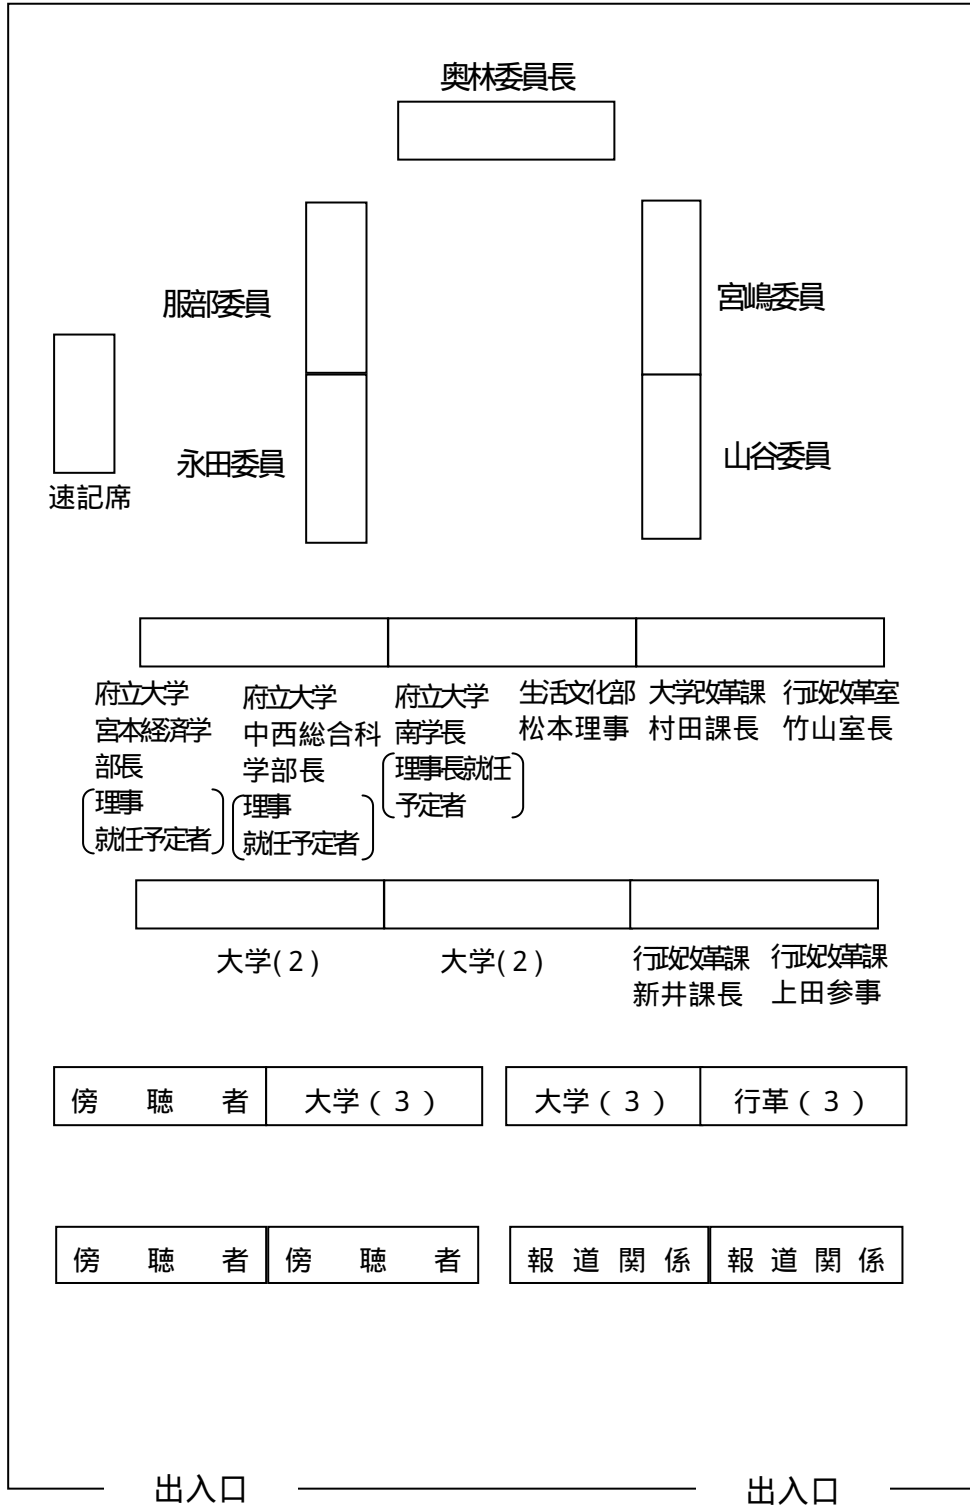 奥林委員長
服部委員
宮嶋委員
永田委員
山谷委員
速記席
府立大学
宮本経済学
部長
理事
就任予定者
府立大学
中西総合科
学部長
理事
就任予定者
府立大学
南学長
理事長就任
予定者
生活文化部
松本理事
大学改革課
村田課長
行政改革室
竹山室長
大学(2)
大学(2)
行政改革課
新井課長
行政改革課
上田参事
傍聴者
大学(3)
大学(3)
行革(3)
傍聴者
傍聴者
報道関係
報道関係
出入口
出入口